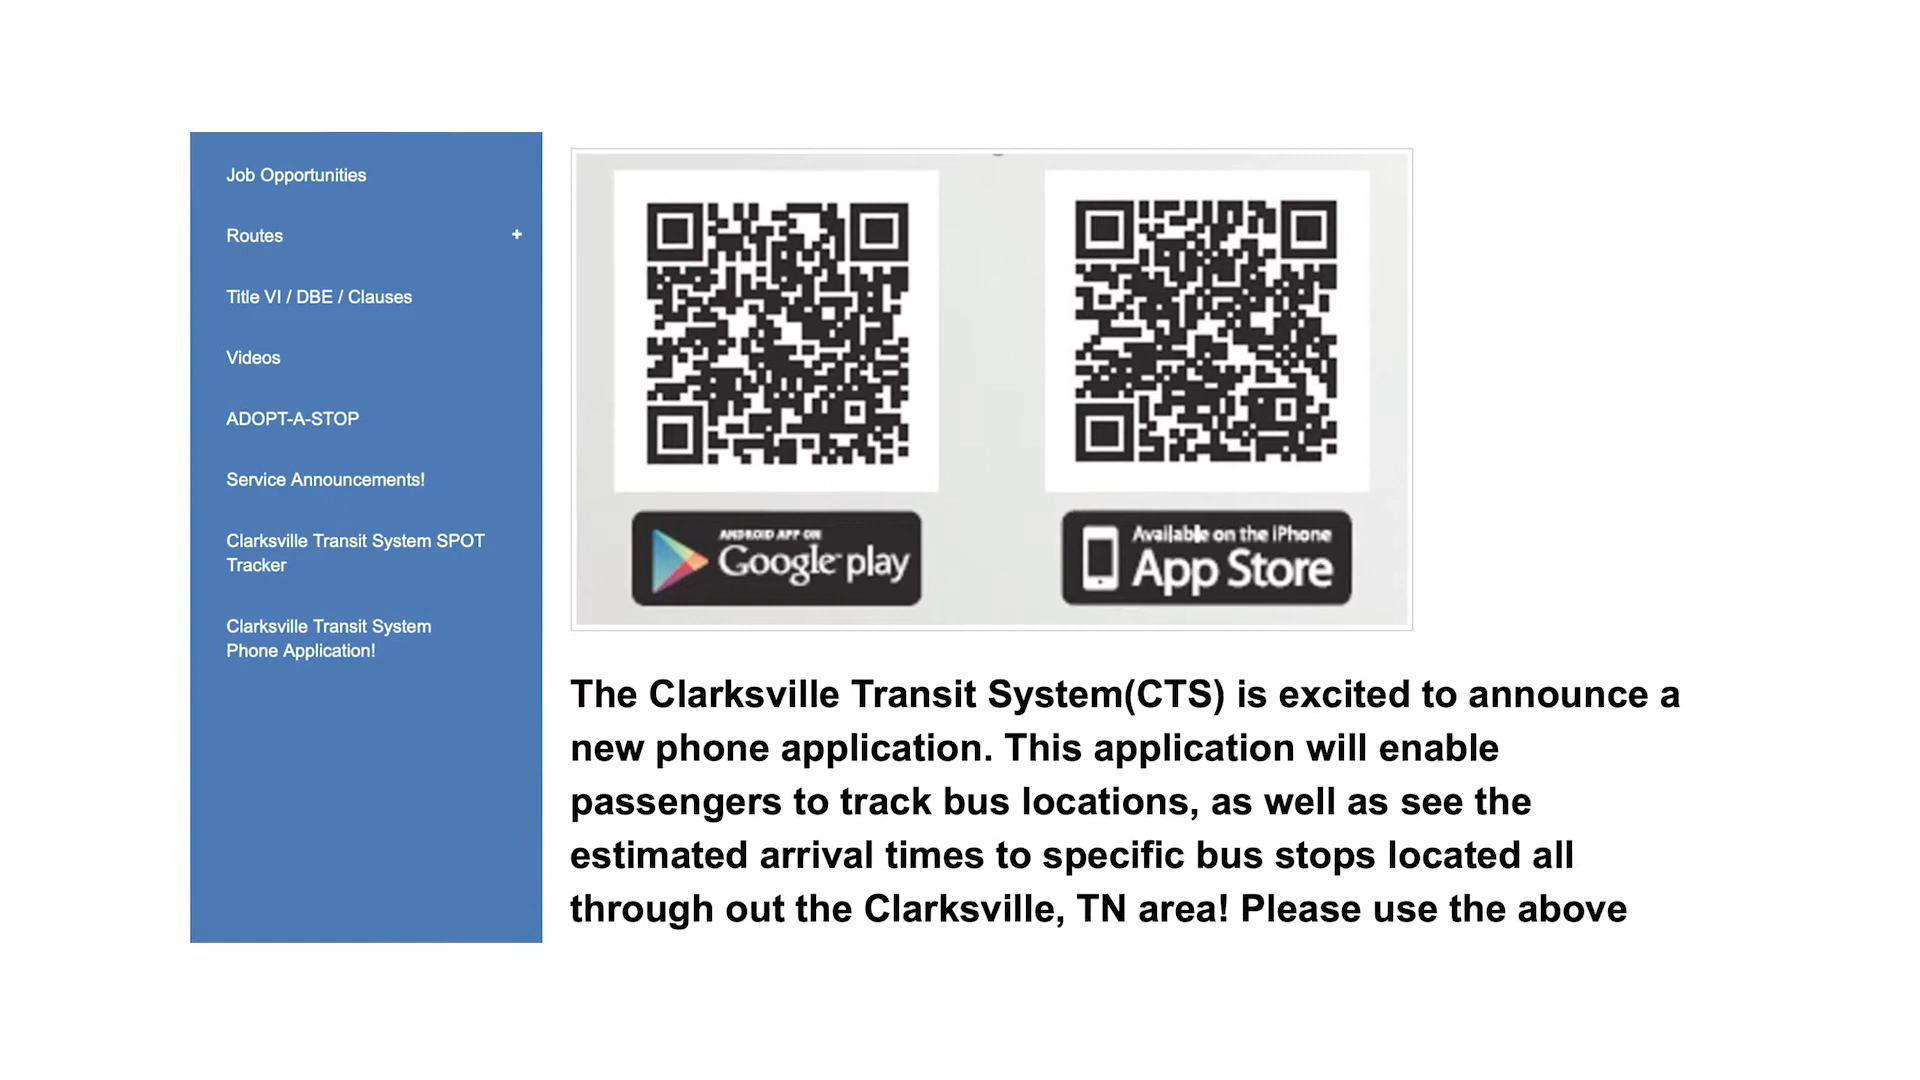 Job Opportunities
Routes +
Title VI / DBE / Clauses
Videos
ADOPT-A-STOP
Service Announcements!
Clarksville Transit System SPOT
Tracker
Clarksville Transit System
Phone Application!
ANDROID APP ON
Google play
Available on the iPhone
App Store
The Clarksville Transit System(CTS) is excited to announce a
new phone application. This application will enable
passengers to track bus locations, as well as see the
estimated arrival times to specific bus stops located all
through out the Clarksville, TN area! Please use the above